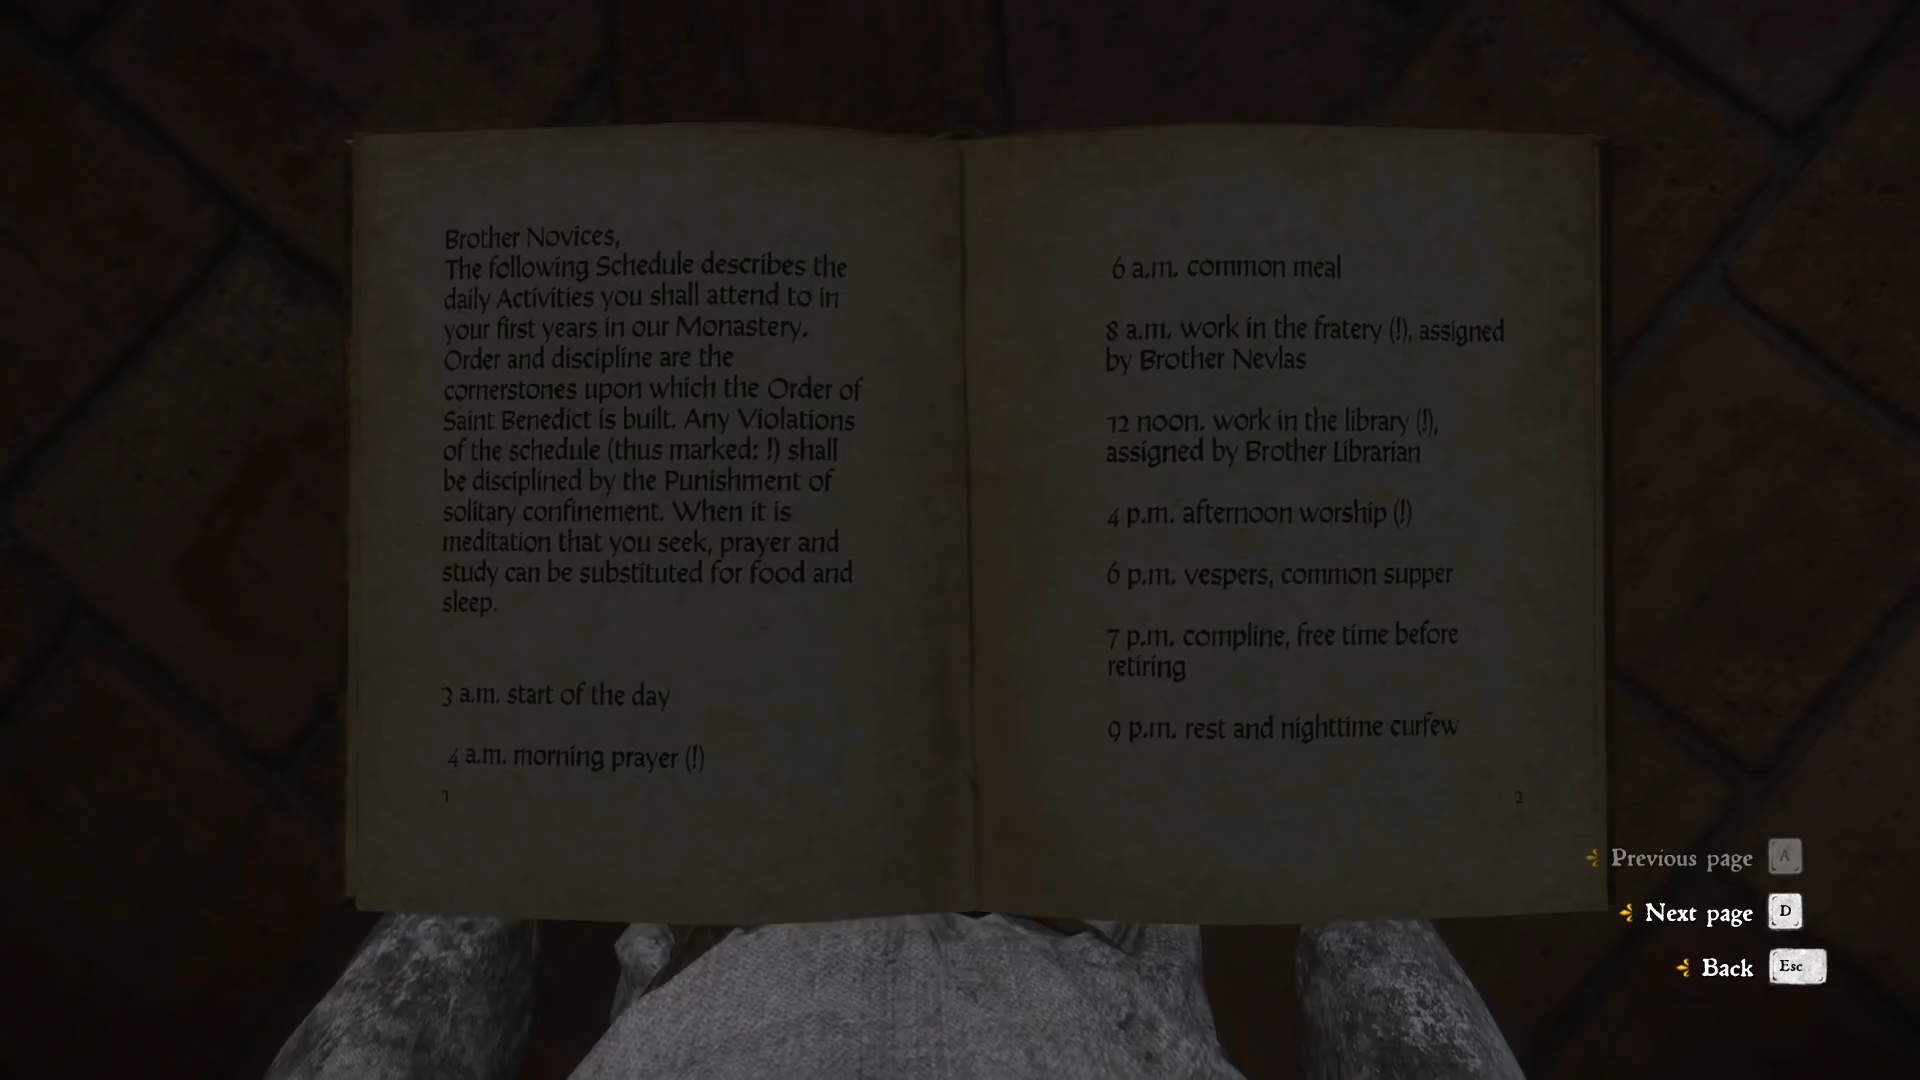 Brother Novices,
The following Schedule describes the
daily Activities you shall attend to in
your first years in our Monastery.
Order and discipline are the
cornerstones upon which the Order of
Saint Benedict is built. Any Violations
of the schedule (thus marked: !) shall
be disciplined by the Punishment of
solitary confinement. When it is
meditation that you seek, prayer and
study can be substituted for food and
sleep.
3 a.m. start of the day
4 a.m. morning prayer (!)
1
6 a.m. common meal
8 a.m. work in the fratery (!), assigned
by Brother Nevlas
12 noon. work in the library (!),
assigned by Brother Librarian
4 p.m. afternoon worship (!)
6 p.m. vespers, common supper
7 p.m. compline, free time before
retiring
9 p.m. rest and nighttime curfew
2
Previous page A
Next page D
Back Esc